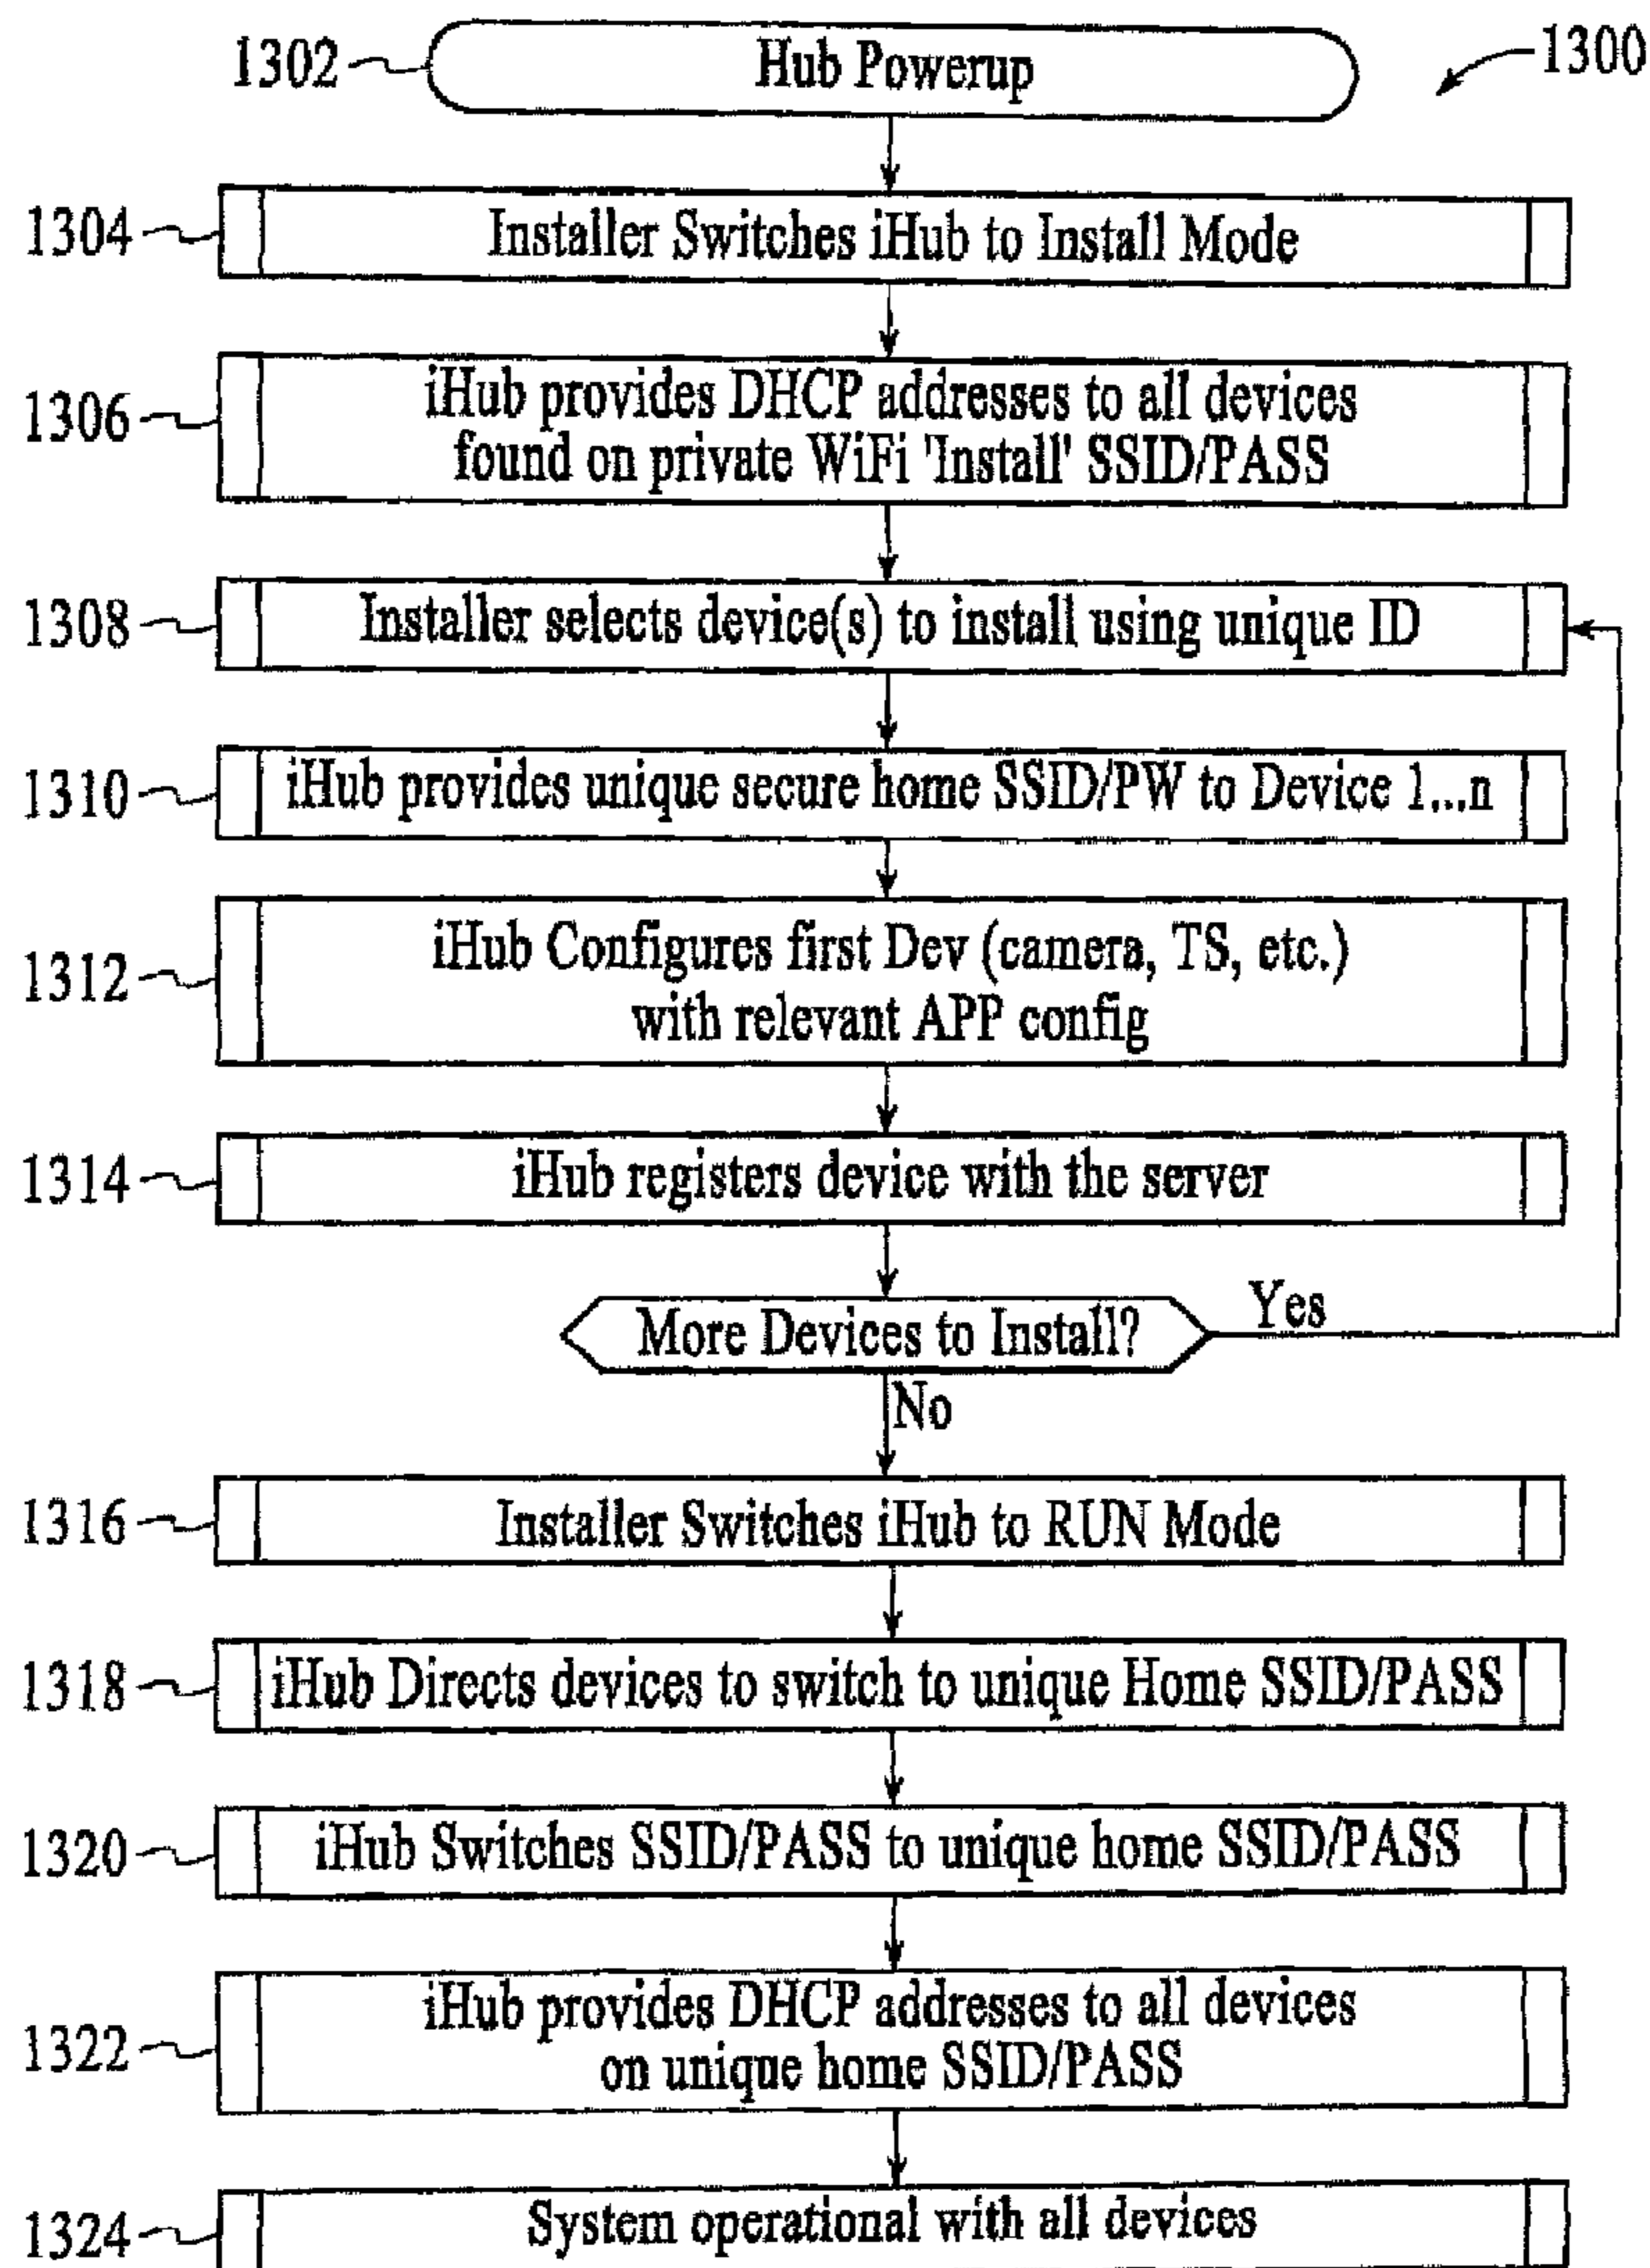 1300
1302
Hub Powerup
1304
Installer Switches iHub to Install Mode
1306
iHub provides DHCP addresses to all devices
found on private WiFi 'Install' SSID/PASS
1308
Installer selects device(s) to install using unique ID
1310
iHub provides unique secure home SSID/PW to Device 1...n
1312
iHub Configures first Dev (camera, TS, etc.)
with relevant APP config
1314
iHub registers device with the server
More Devices to Install?
Yes
No
1316
Installer Switches iHub to RUN Mode
1318
iHub Directs devices to switch to unique Home SSID/PASS
1320
iHub Switches SSID/PASS to unique home SSID/PASS
1322
iHub provides DHCP addresses to all devices
on unique home SSID/PASS
1324
System operational with all devices